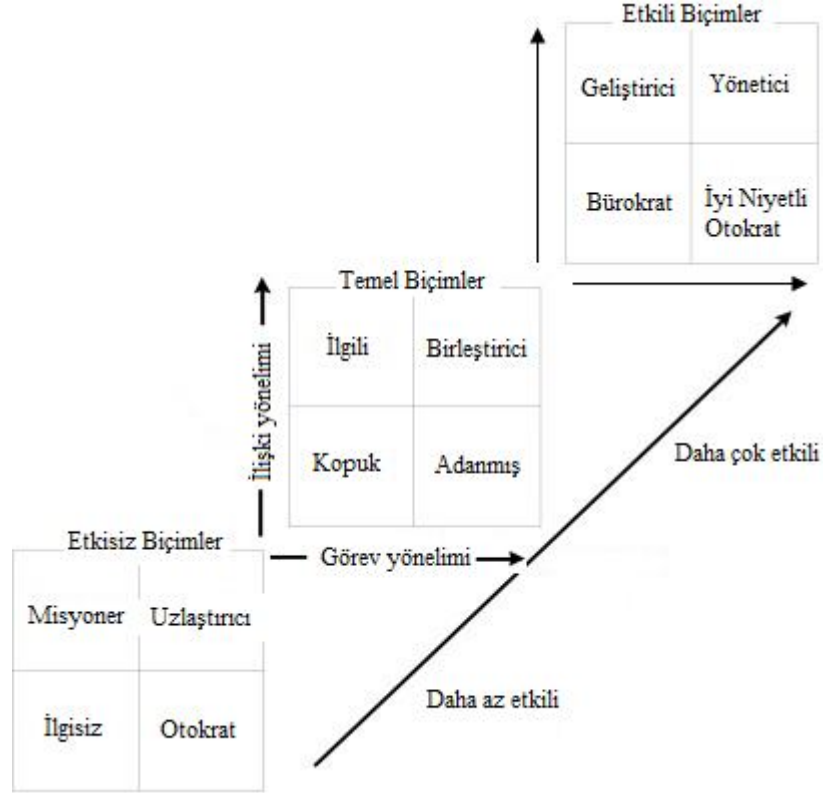 Etkili Biçimler
Geliştirici Yönetici
Bürokrat İyi Niyetli
Otokrat
Temel Biçimler
İlgili Birleştirici
Kopuk Adanmış
İlişki yönelimi
Görev yönelimi
Daha çok etkili
Etkisiz Biçimler
Misyoner Uzlaştırıcı
İlgisiz Otokrat
Daha az etkili